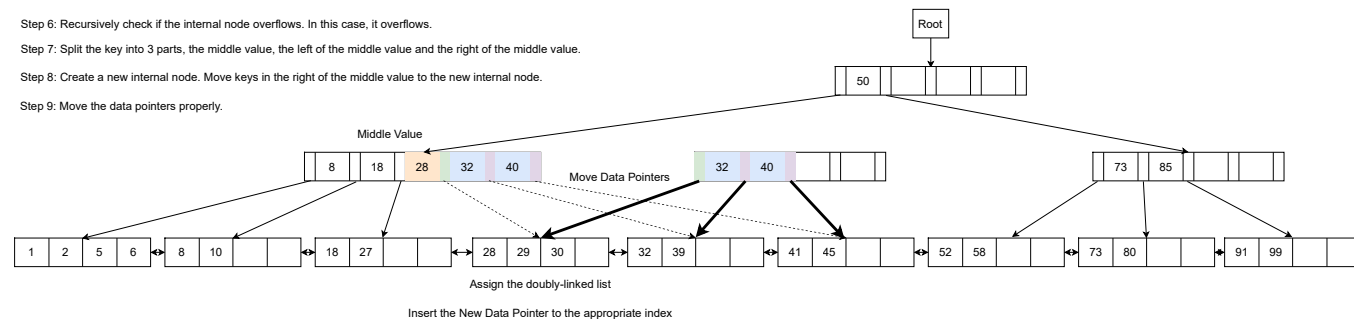 Step 6: Recursively check if the internal node overflows. In this case, it overflows.
Root
Step 7: Split the key into 3 parts, the middle value, the left of the middle value and the right of the middle value.
Step 8: Create a new internal node. Move keys in the right of the middle value to the new internal node.
50
Step 9: Move the data pointers properly.
Middle Value
8 18 28 32 40 32 40 73 85
Move Data Pointers
1 2 5 6 8 10 18 27 28 29 30 32 39 41 45 52 58 73 80 91 99
Assign the doubly-linked list
Insert the New Data Pointer to the appropriate index